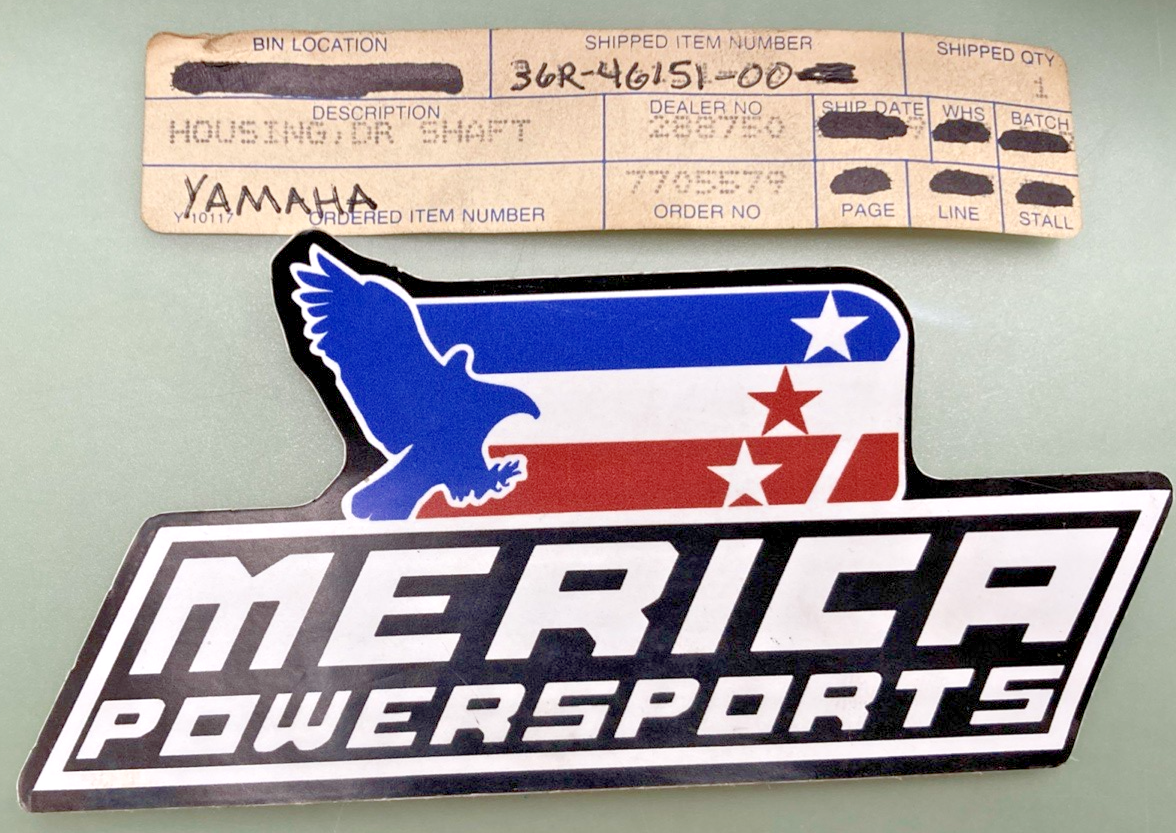 BIN LOCATION SHIPPED ITEM NUMBER SHIPPED QTY
36R-46151-00 1
DESCRIPTION DEALER NO SHIP DATE WHS BATCH
HOUSING,DR SHAFT
YAMAHA 7705579
Y-10117 ORDERED ITEM NUMBER ORDER NO PAGE LINE STALL
MERICA
POWERSPORTS